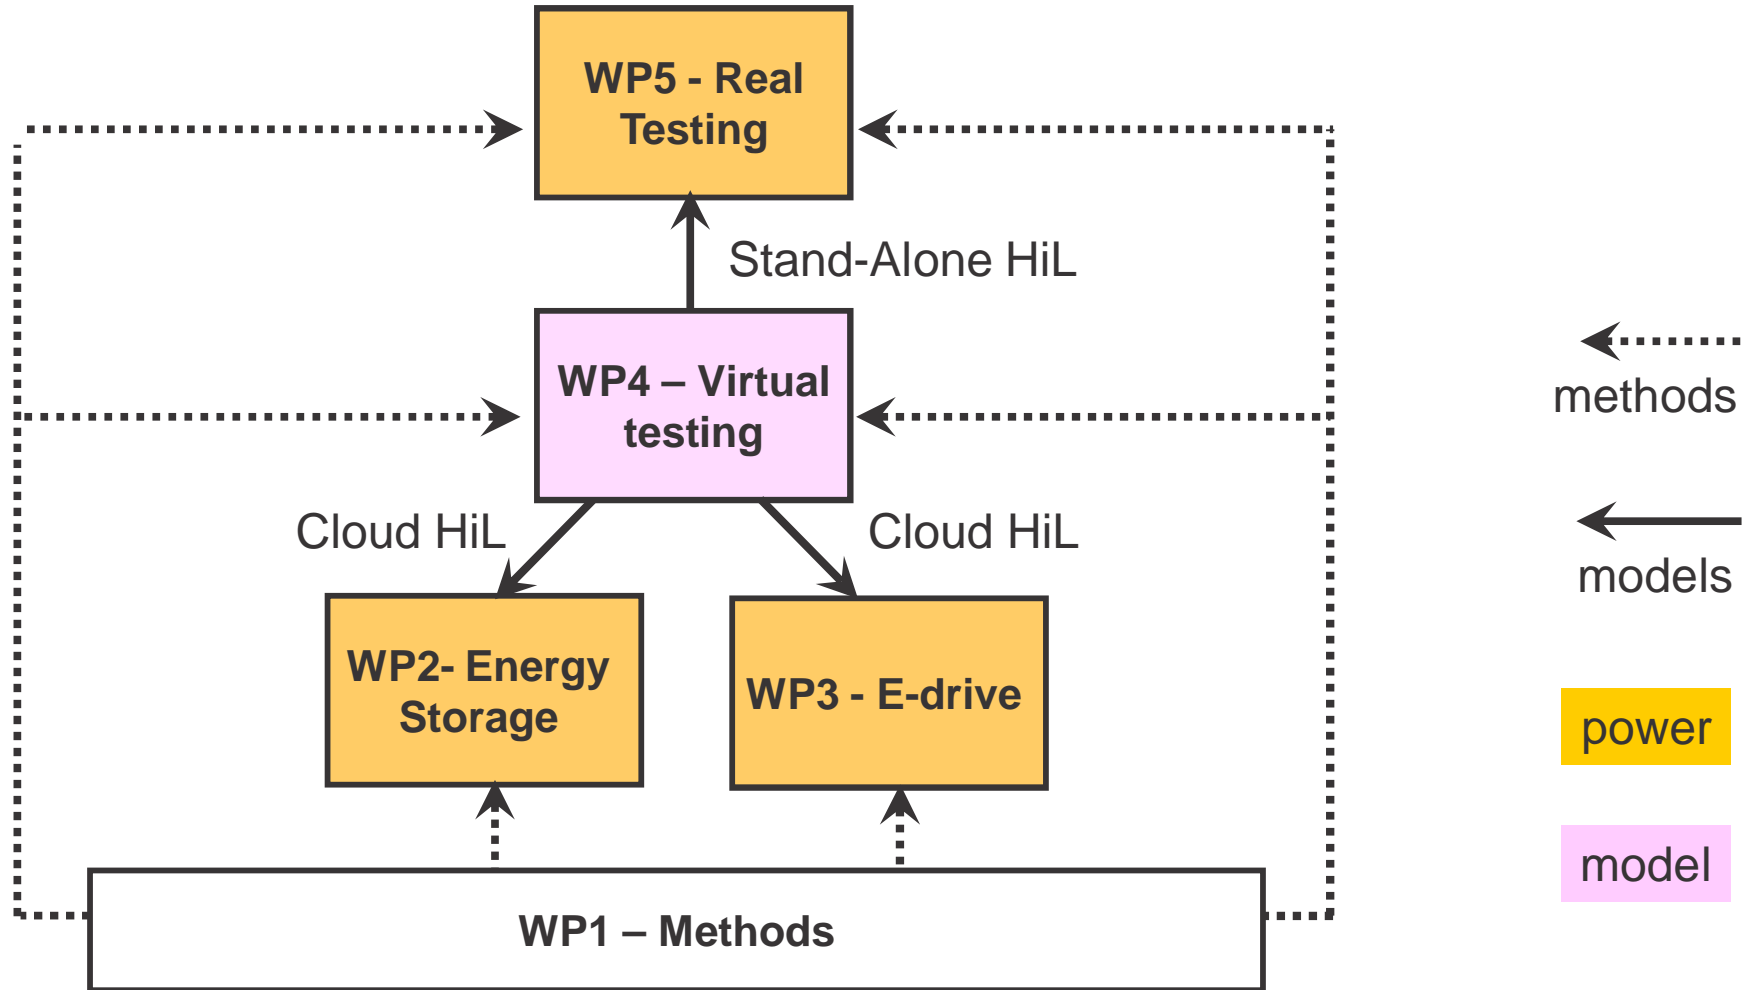 WP5 - Real
Testing
Stand-Alone HiL
WP4 – Virtual
testing
methods
Cloud HiL
Cloud HiL
models
WP2- Energy
Storage
WP3 - E-drive
power
model
WP1 – Methods